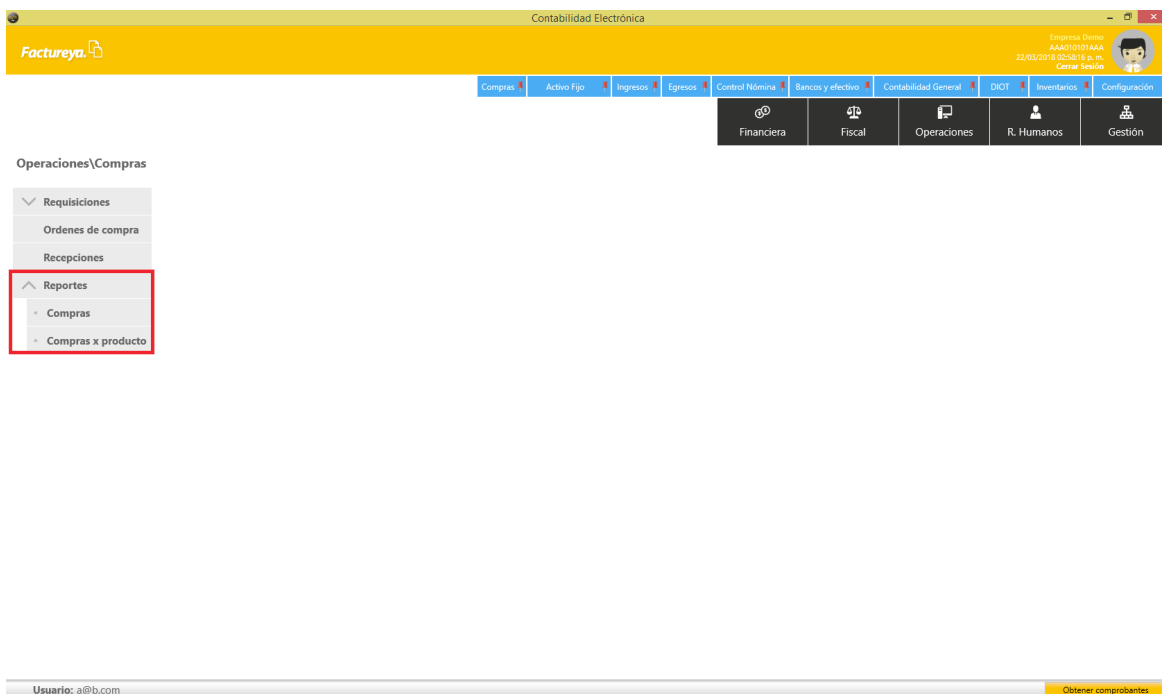 Contabilidad Electrónica
Factureya.
Empresa Demo
AAA010101AAA
22/03/2018 02:58:16 p. m.
Cerrar Sesión
Compras Activo Fijo Ingresos Egresos Control Nómina Bancos y efectivo Contabilidad General DIOT Inventarios Configuración
Financiera Fiscal Operaciones R. Humanos Gestión
Operaciones\Compras
Requisiciones
Ordenes de compra
Recepciones
Reportes
Compras
Compras x producto
Usuario: a@b.com
Obtener comprobantes